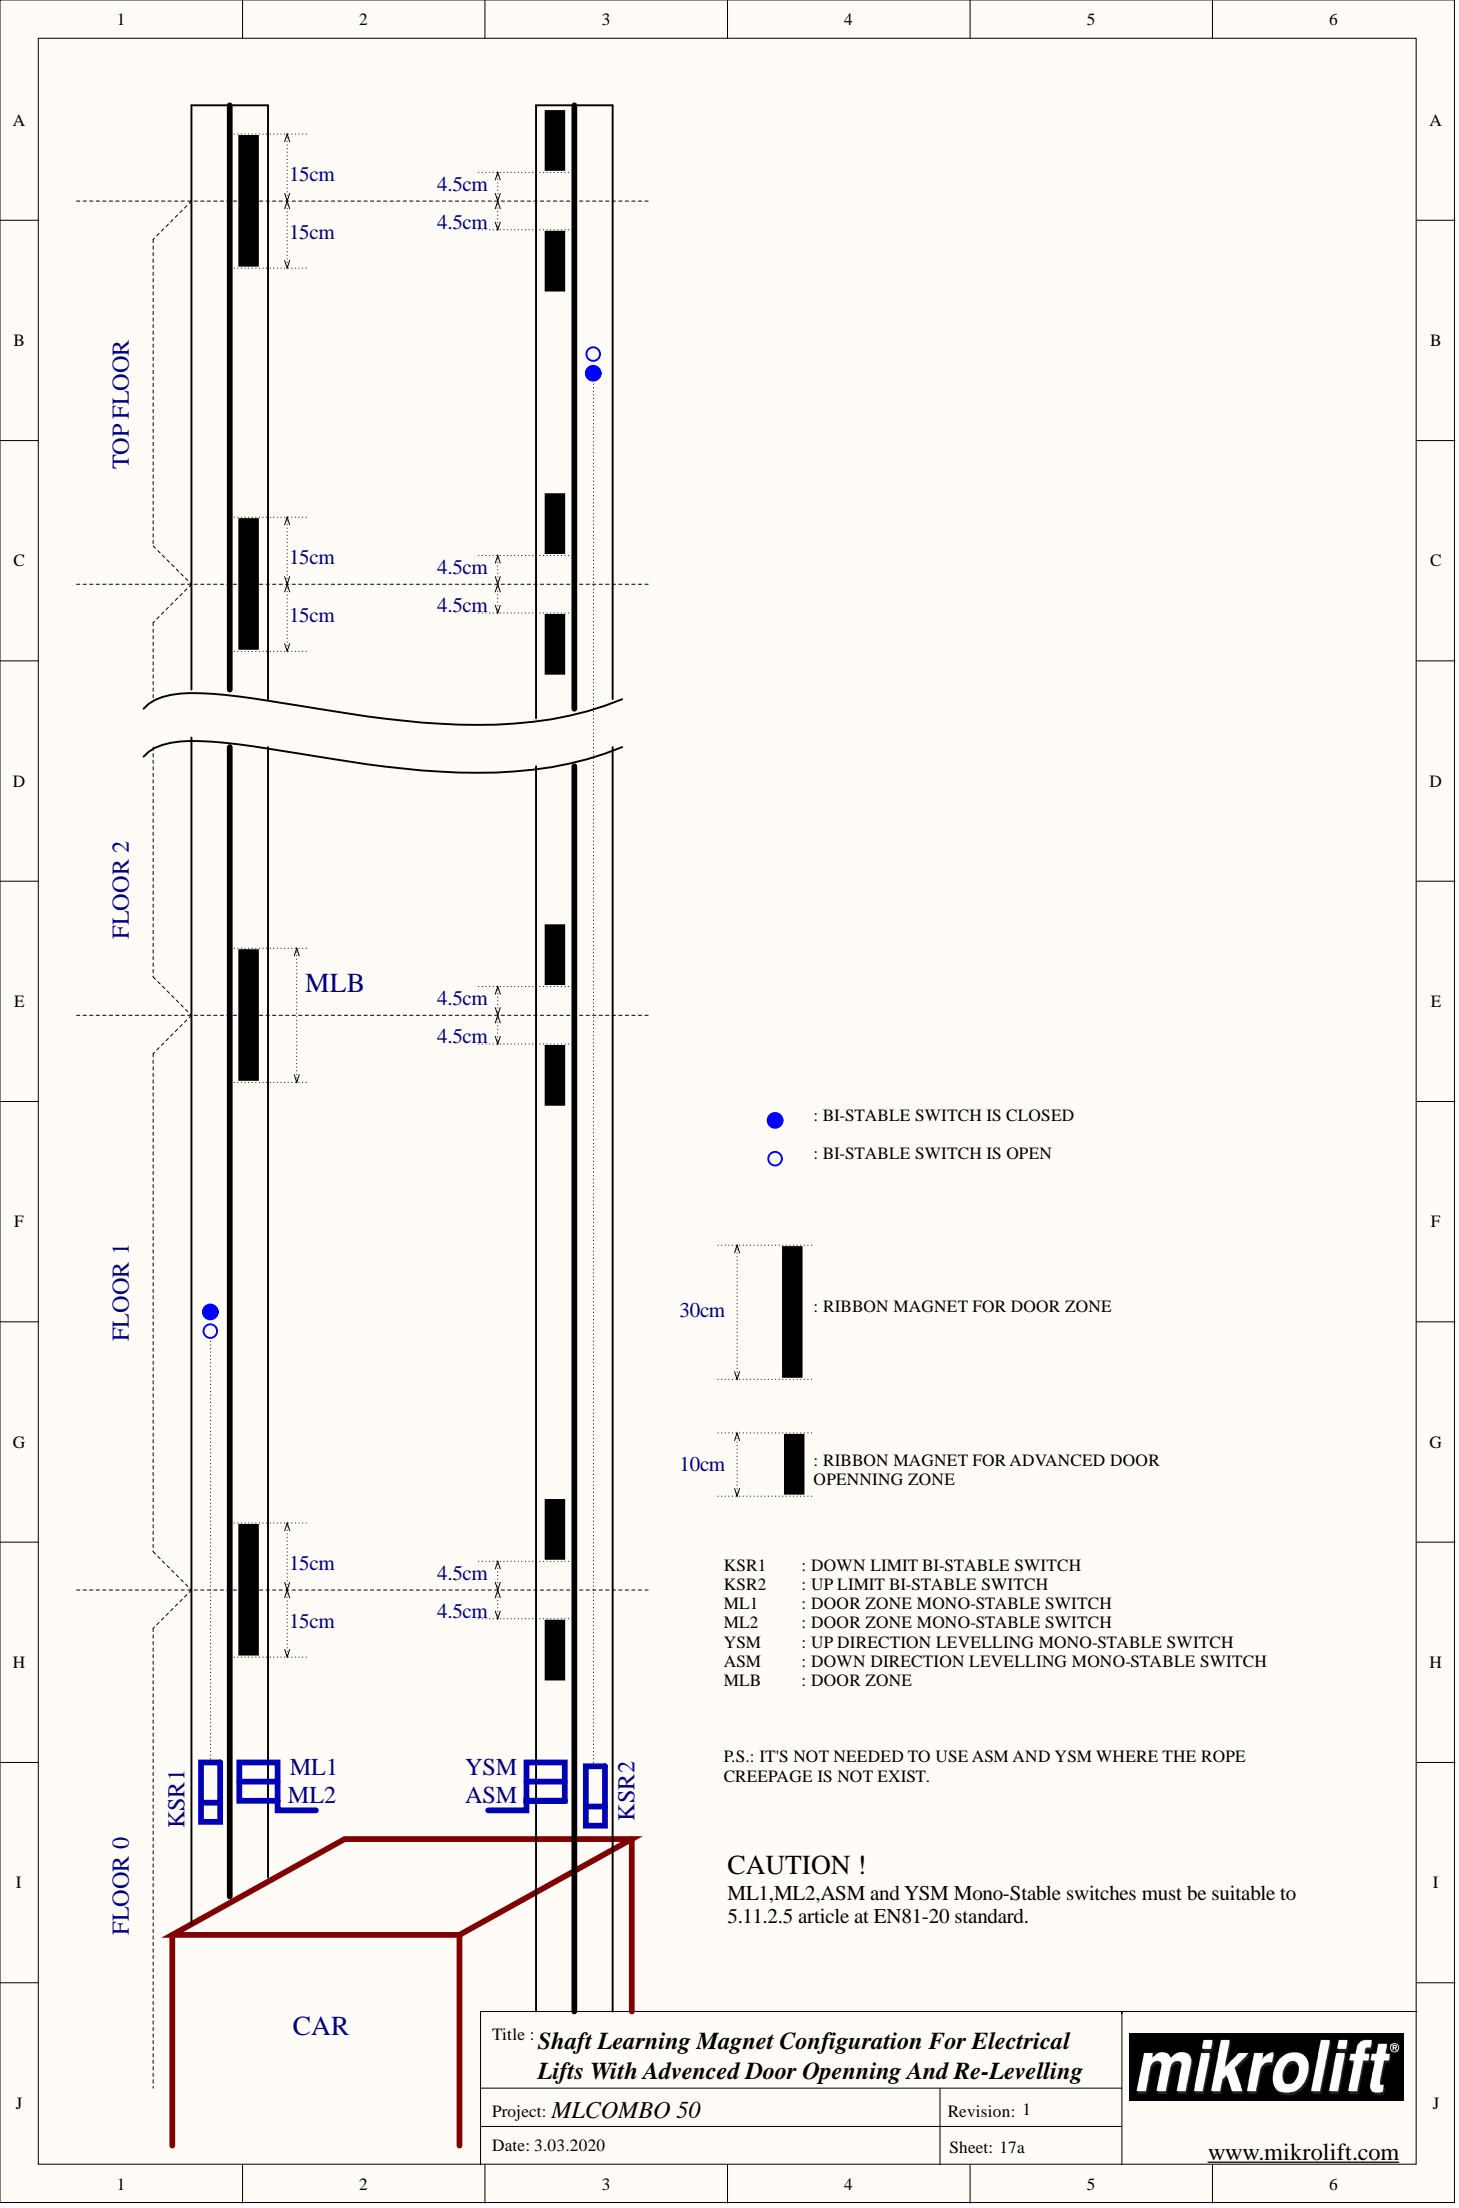 1 2 3 4 5 6
A A
15cm
4.5cm
4.5cm
15cm
B B
TOP FLOOR
C C
15cm
4.5cm
4.5cm
15cm
D D
FLOOR 2
MLB
E E
4.5cm
4.5cm
: BI-STABLE SWITCH IS CLOSED
: BI-STABLE SWITCH IS OPEN
F F
FLOOR 1
30cm
: RIBBON MAGNET FOR DOOR ZONE
G G
10cm
: RIBBON MAGNET FOR ADVANCED DOOR
OPENNING ZONE
15cm
4.5cm
4.5cm
15cm
KSR1 : DOWN LIMIT BI-STABLE SWITCH
KSR2 : UP LIMIT BI-STABLE SWITCH
ML1 : DOOR ZONE MONO-STABLE SWITCH
ML2 : DOOR ZONE MONO-STABLE SWITCH
YSM : UP DIRECTION LEVELLING MONO-STABLE SWITCH
ASM : DOWN DIRECTION LEVELLING MONO-STABLE SWITCH
MLB : DOOR ZONE
H H
P.S.: IT'S NOT NEEDED TO USE ASM AND YSM WHERE THE ROPE
CREEPAGE IS NOT EXIST.
KSR1
ML1
ML2
YSM
ASM
KSR2
FLOOR 0
CAUTION !
ML1,ML2,ASM and YSM Mono-Stable switches must be suitable to
5.11.2.5 article at EN81-20 standard.
I I
CAR
Title : Shaft Learning Magnet Configuration For Electrical
Lifts With Advanced Door Openning And Re-Levelling
mikrolift®
Project: MLCOMBO 50
Revision: 1
J J
Date: 3.03.2020
Sheet: 17a
www.mikrolift.com
1 2 3 4 5 6